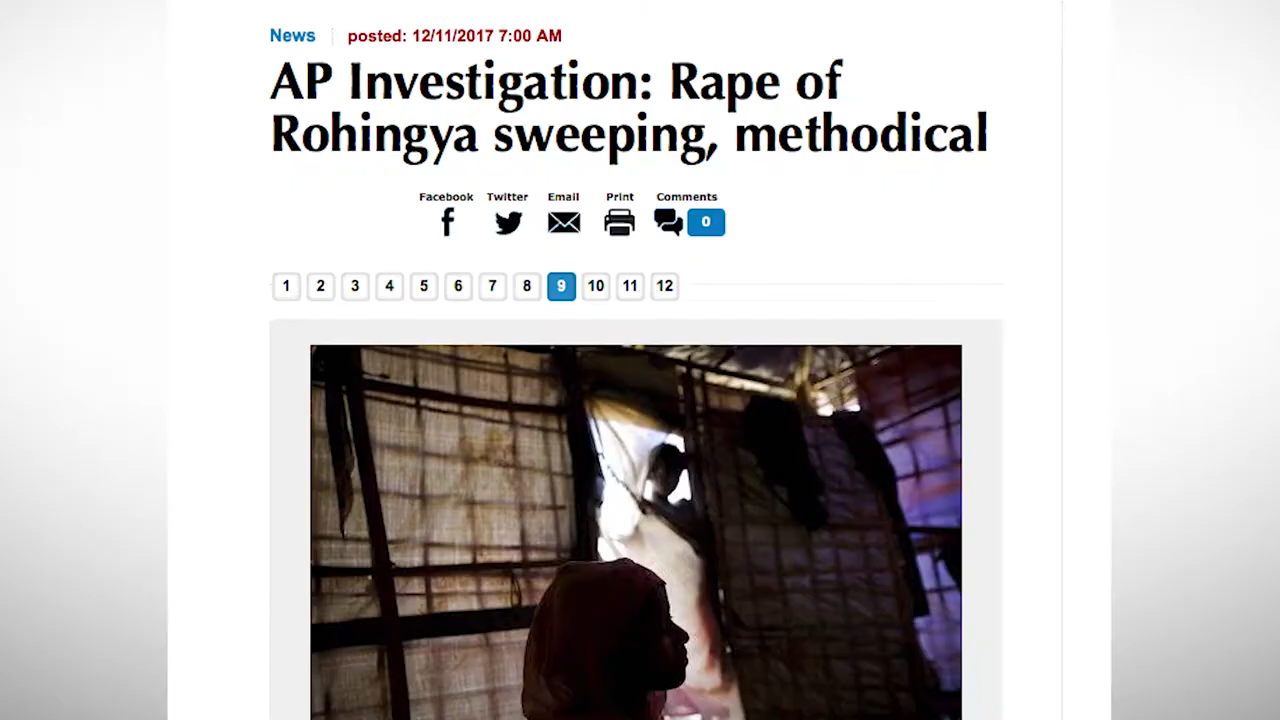 News posted: 12/11/2017 7:00 AM
AP Investigation: Rape of
Rohingya sweeping, methodical
Facebook Twitter Email Print Comments
0
1 2 3 4 5 6 7 8 9 10 11 12